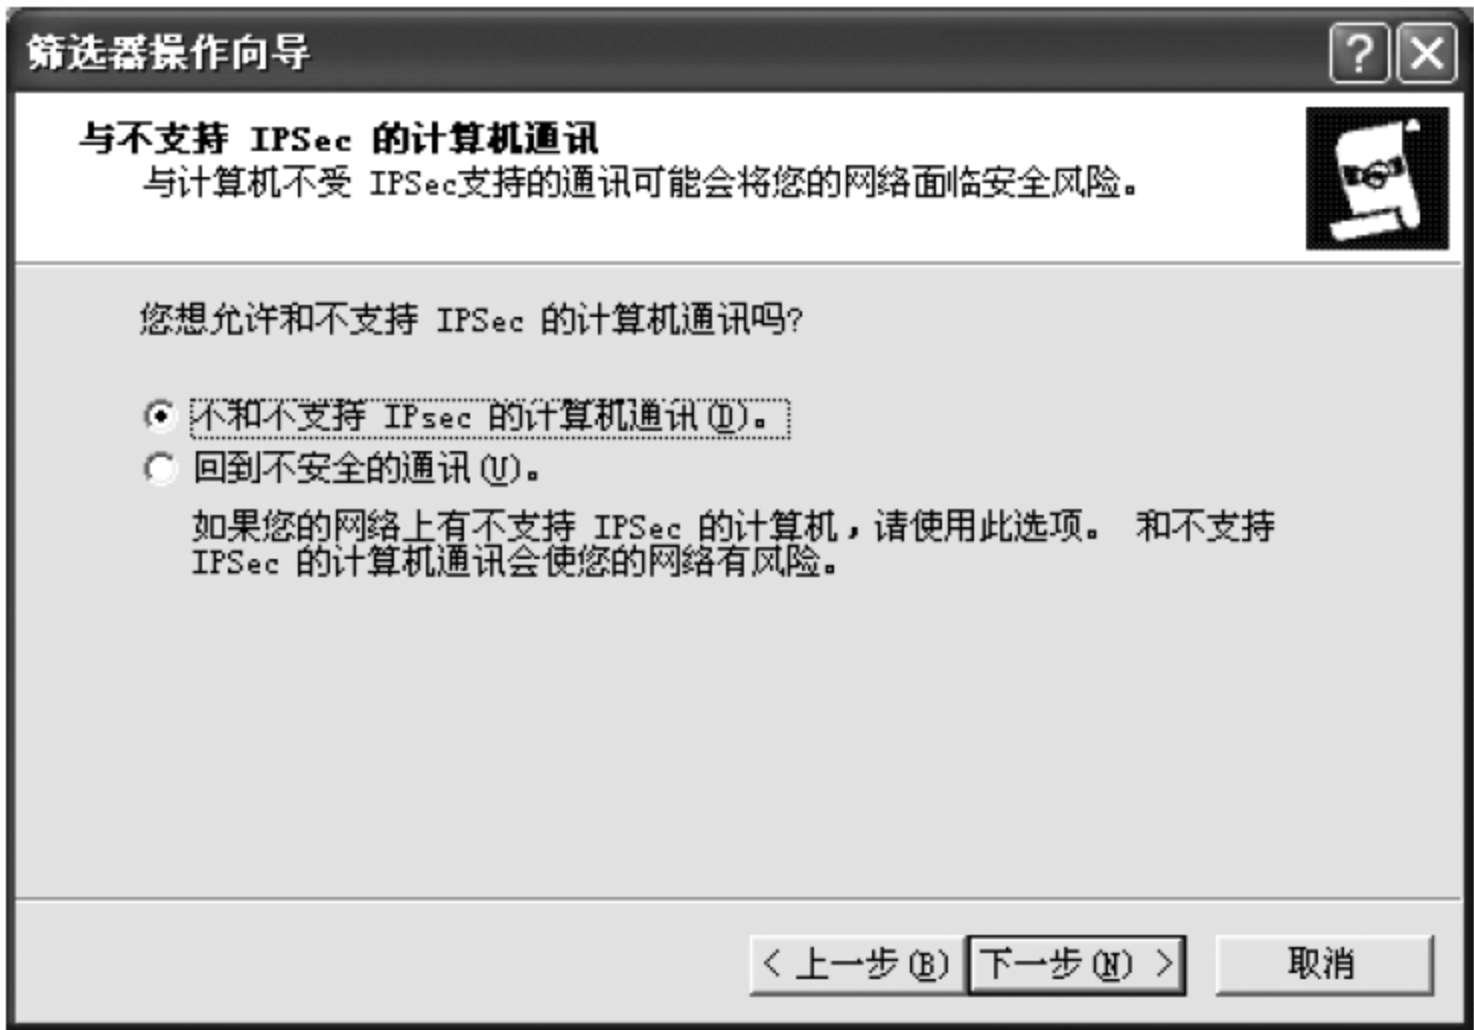 筛选器操作向导
与不支持 IPSec 的计算机通讯
与计算机不受 IPSec支持的通讯可能会将您的网络面临安全风险。
您想允许和不支持 IPSec 的计算机通讯吗?
不和不支持 IPsec 的计算机通讯(D)。
回到不安全的通讯(U)。
如果您的网络上有不支持 IPSec 的计算机，请使用此选项。 和不支持
IPSec 的计算机通讯会使您的网络有风险。
< 上一步(B) 下一步(N) > 取消